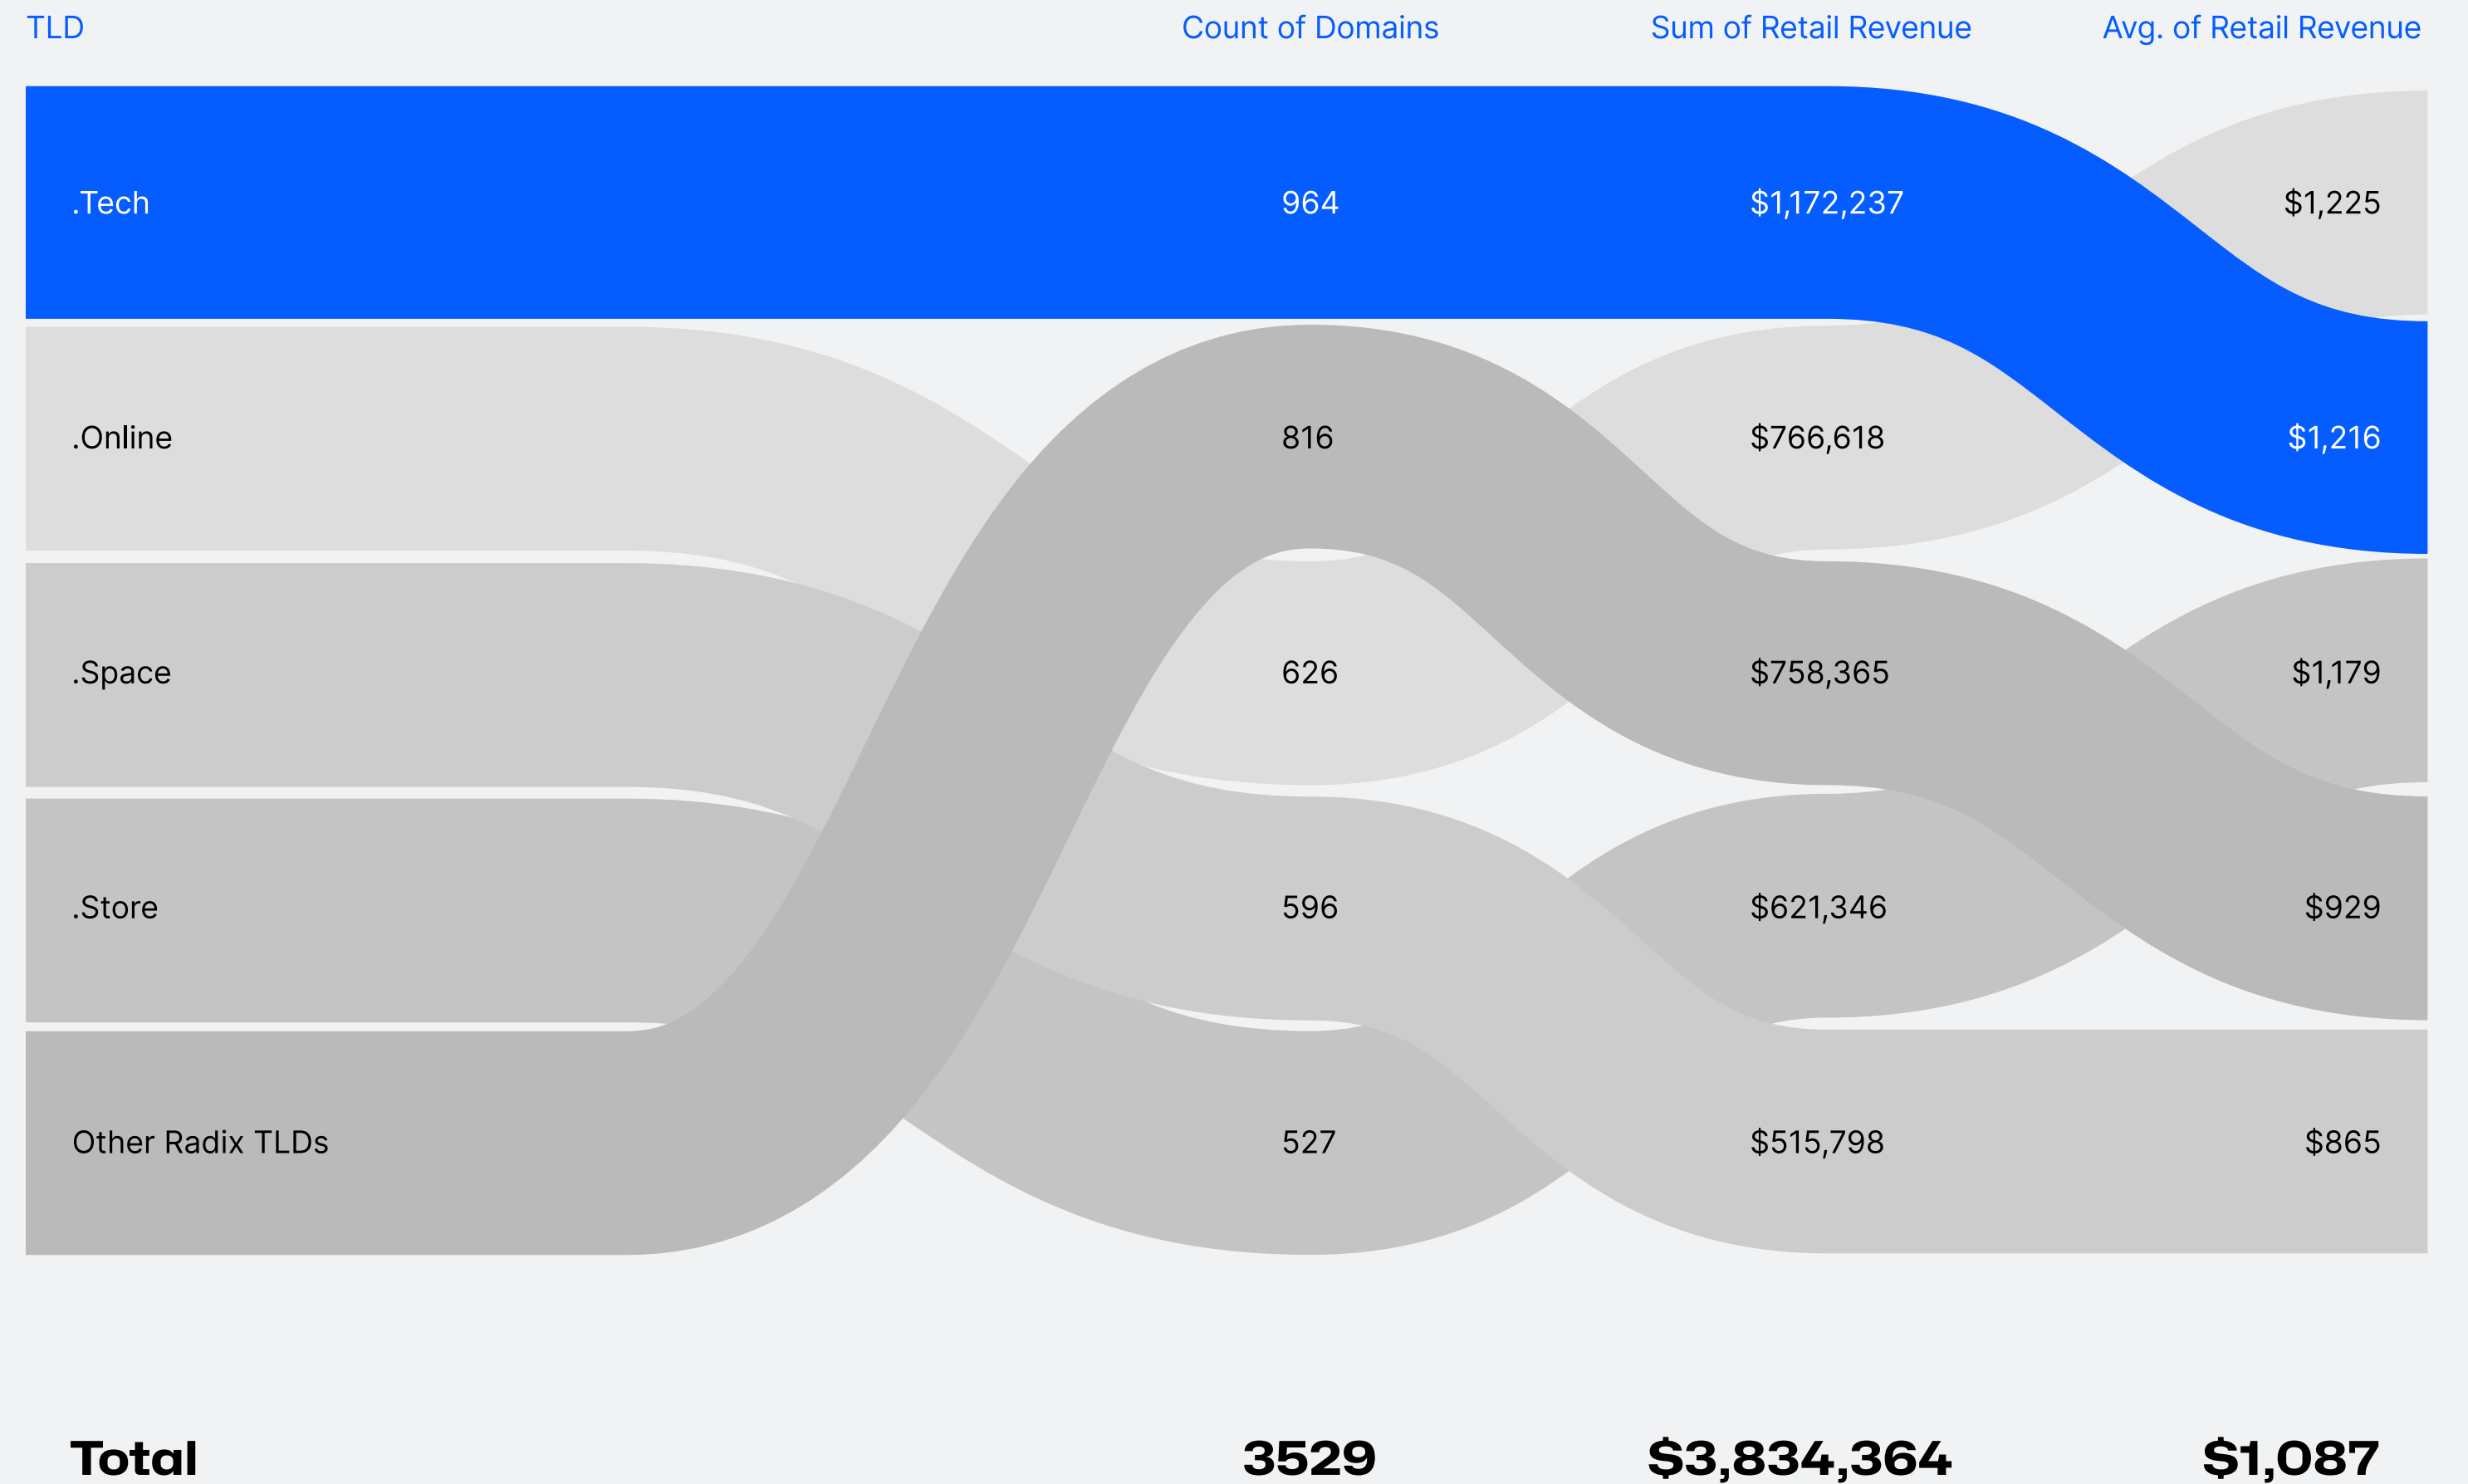 TLD Count of Domains Sum of Retail Revenue Avg. of Retail Revenue
.Tech 964 $1,172,237 $1,225
.Online 816 $766,618 $1,216
.Space 626 $758,365 $1,179
.Store 596 $621,346 $929
Other Radix TLDs 527 $515,798 $865
Total 3529 $3,834,364 $1,087